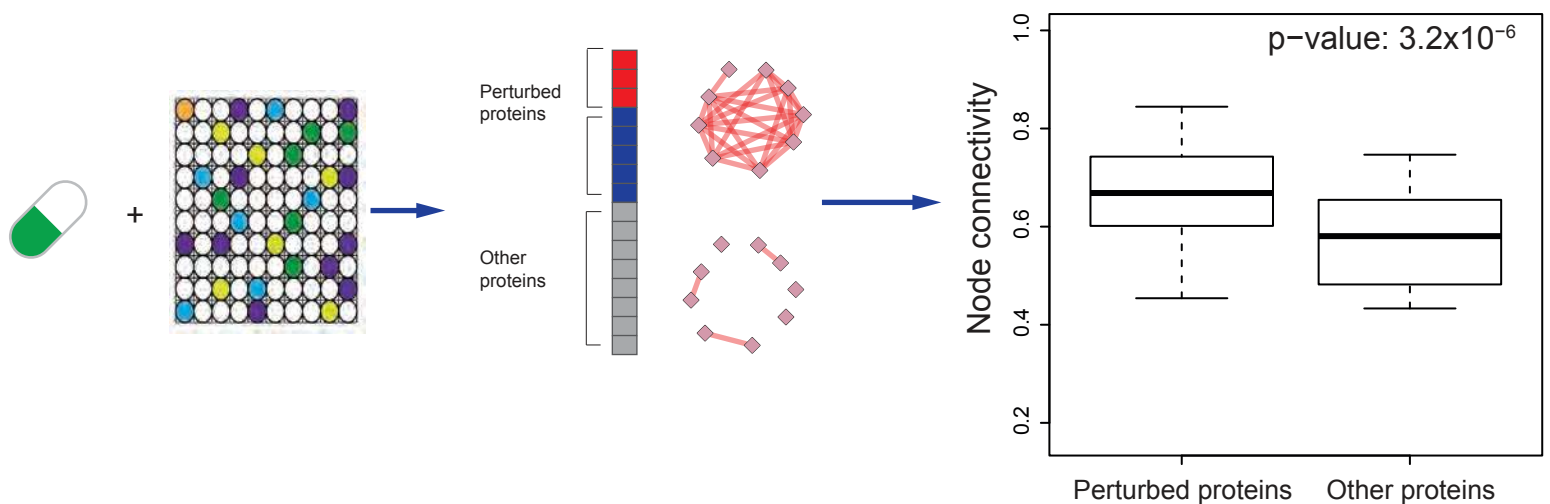 +
Perturbed
proteins
Other
proteins
p−value: 3.2x10⁻⁶
Node connectivity
1.0
0.8
0.6
0.4
0.2
Perturbed proteins
Other proteins